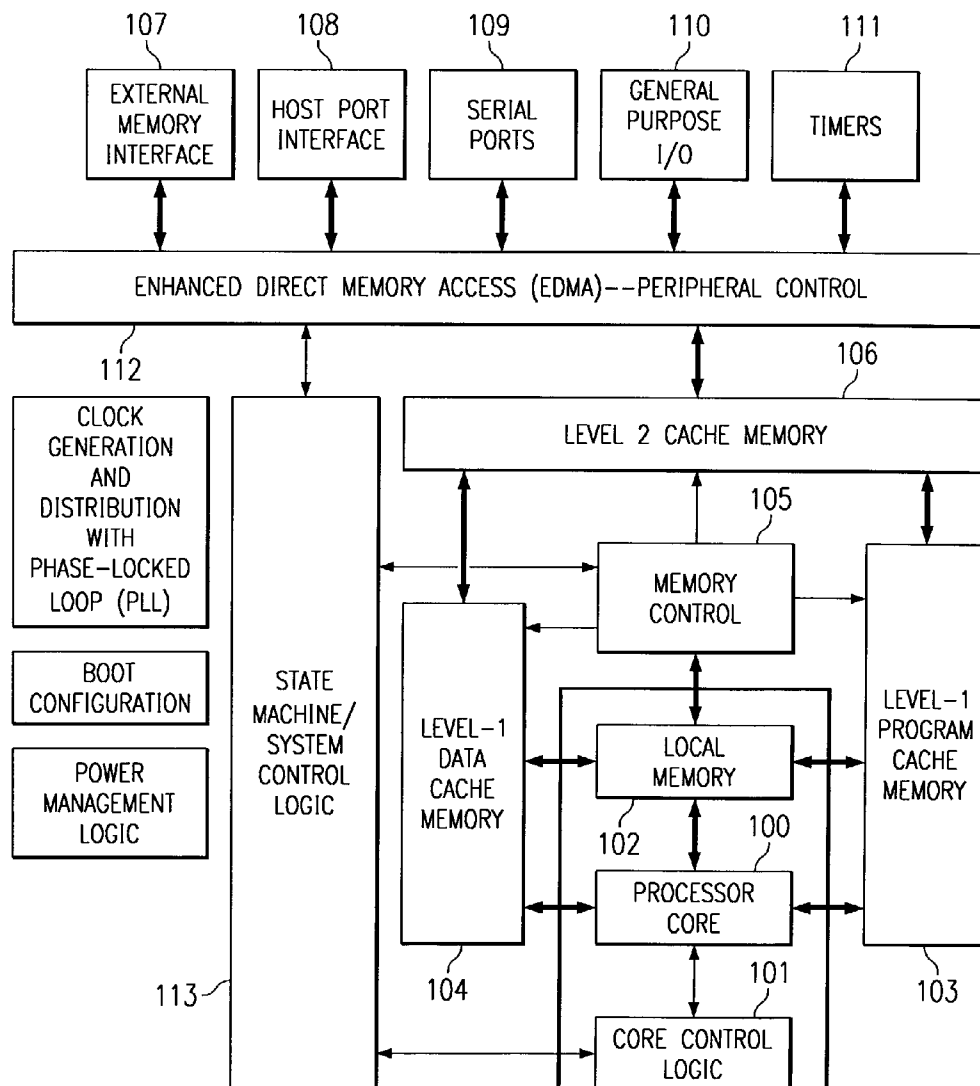 107
108
109
110
111
EXTERNAL
MEMORY
INTERFACE
HOST PORT
INTERFACE
SERIAL
PORTS
GENERAL
PURPOSE
I/O
TIMERS
ENHANCED DIRECT MEMORY ACCESS (EDMA)--PERIPHERAL CONTROL
112
106
CLOCK
GENERATION
AND
DISTRIBUTION
WITH
PHASE-LOCKED
LOOP (PLL)
LEVEL 2 CACHE MEMORY
105
MEMORY
CONTROL
BOOT
CONFIGURATION
STATE
MACHINE/
SYSTEM
CONTROL
LOGIC
LEVEL-1
DATA
CACHE
MEMORY
LOCAL
MEMORY
LEVEL-1
PROGRAM
CACHE
MEMORY
POWER
MANAGEMENT
LOGIC
102
100
PROCESSOR
CORE
113
104
101
103
CORE CONTROL
LOGIC